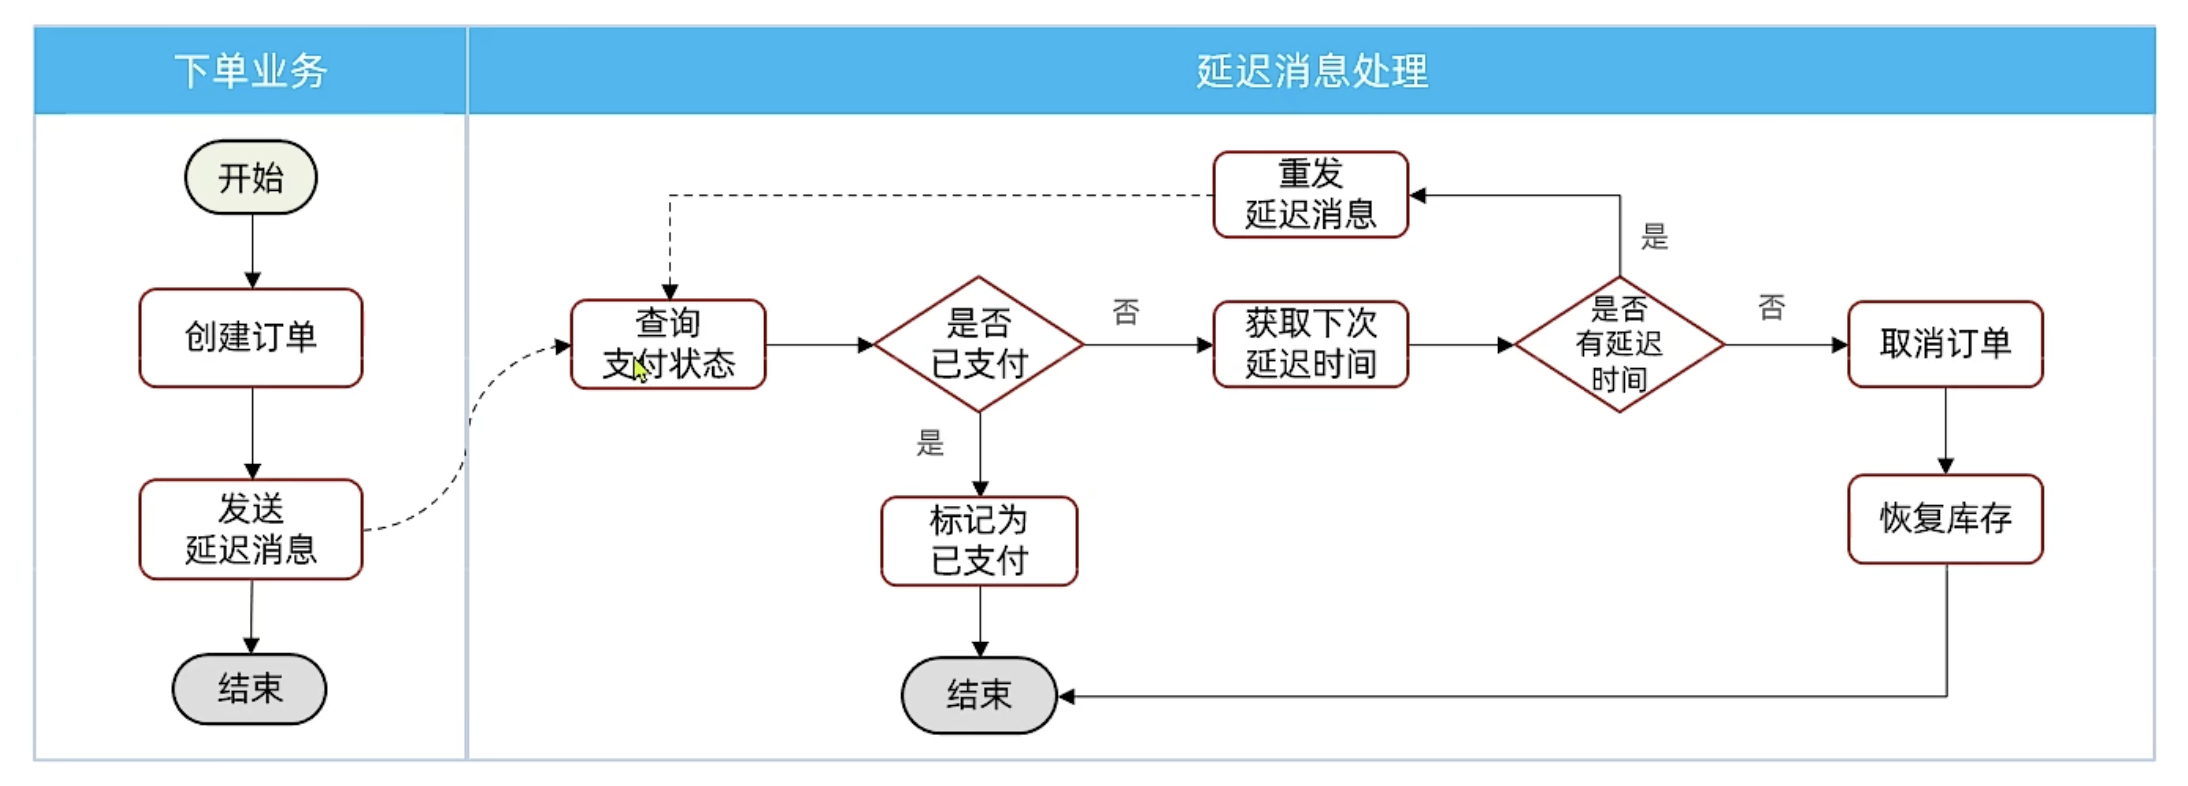 下单业务
延迟消息处理
开始
创建订单
发送
延迟消息
结束
重发
延迟消息
是
查询
支付状态
是否
已支付
否
获取下次
延迟时间
是否
有延迟
时间
否
取消订单
是
标记为
已支付
恢复库存
结束